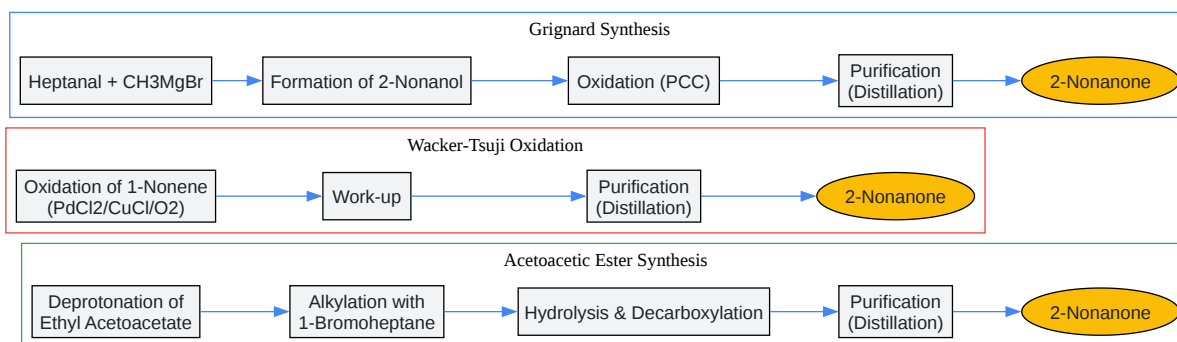 Grignard Synthesis
Heptanal + CH3MgBr
Formation of 2-Nonanol
Oxidation (PCC)
Purification
(Distillation)
2-Nonanone
Wacker-Tsuji Oxidation
Oxidation of 1-Nonene
(PdCl2/CuCl/O2)
Work-up
Purification
(Distillation)
2-Nonanone
Acetoacetic Ester Synthesis
Deprotonation of
Ethyl Acetoacetate
Alkylation with
1-Bromoheptane
Hydrolysis & Decarboxylation
Purification
(Distillation)
2-Nonanone